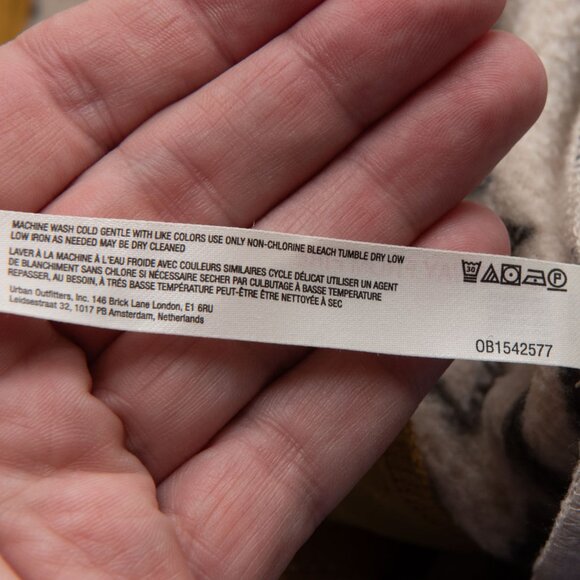 MACHINE WASH COLD GENTLE WITH LIKE COLORS USE ONLY NON-CHLORINE BLEACH TUMBLE DRY LOW
LOW IRON AS NEEDED MAY BE DRY CLEANED
LAVER À LA MACHINE À L'EAU FROIDE AVEC COULEURS SIMILAIRES CYCLE DÉLICAT UTILISER UN AGENT
DE BLANCHIMENT SANS CHLORE SI NÉCESSAIRE SECHER PAR CULBUTAGE À BASSE TEMPÉRATURE
REPASSER, AU BESOIN, À TRÉS BASSE TEMPÉRATURE PEUT-ÊTRE ÊTRE NETTOYÉE À SEC
Urban Outfitters, Inc. 146 Brick Lane London, E1 6RU
Leidsestraat 32, 1017 PB Amsterdam, Netherlands
30 P
OB1542577